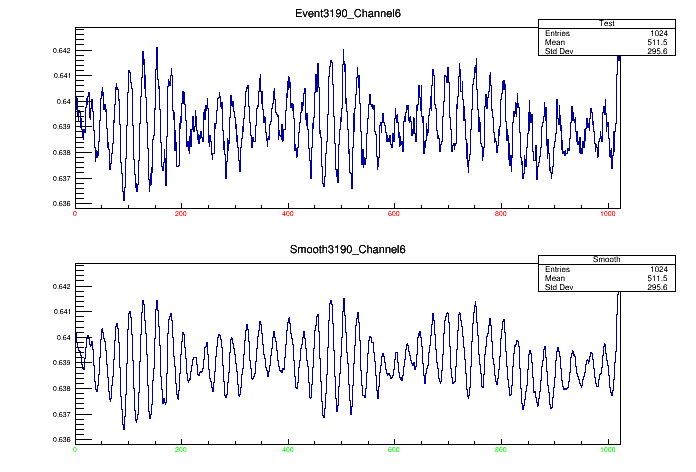 Event3190_Channel6
Test
Entries 1024
Mean 511.5
Std Dev 295.6
0.642
0.641
0.64
0.639
0.638
0.637
0.636
0 200 400 600 800 1000
Smooth3190_Channel6
Smooth
Entries 1024
Mean 511.5
Std Dev 295.6
0.642
0.641
0.64
0.639
0.638
0.637
0.636
0 200 400 600 800 1000